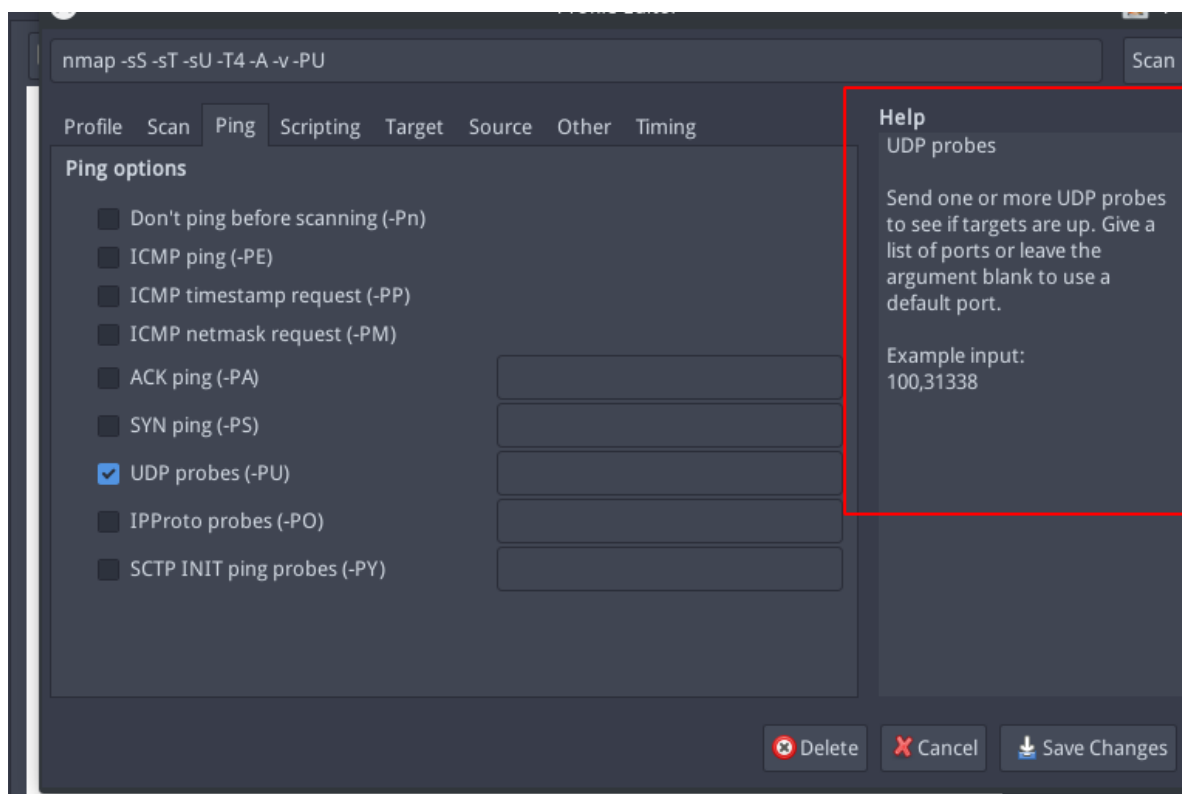 nmap -sS -sT -sU -T4 -A -v -PU
Scan
Profile Scan Ping Scripting Target Source Other Timing
Ping options
Don't ping before scanning (-Pn)
ICMP ping (-PE)
ICMP timestamp request (-PP)
ICMP netmask request (-PM)
ACK ping (-PA)
SYN ping (-PS)
UDP probes (-PU)
IPProto probes (-PO)
SCTP INIT ping probes (-PY)
Help
UDP probes
Send one or more UDP probes
to see if targets are up. Give a
list of ports or leave the
argument blank to use a
default port.
Example input:
100,31338
Delete
Cancel
Save Changes